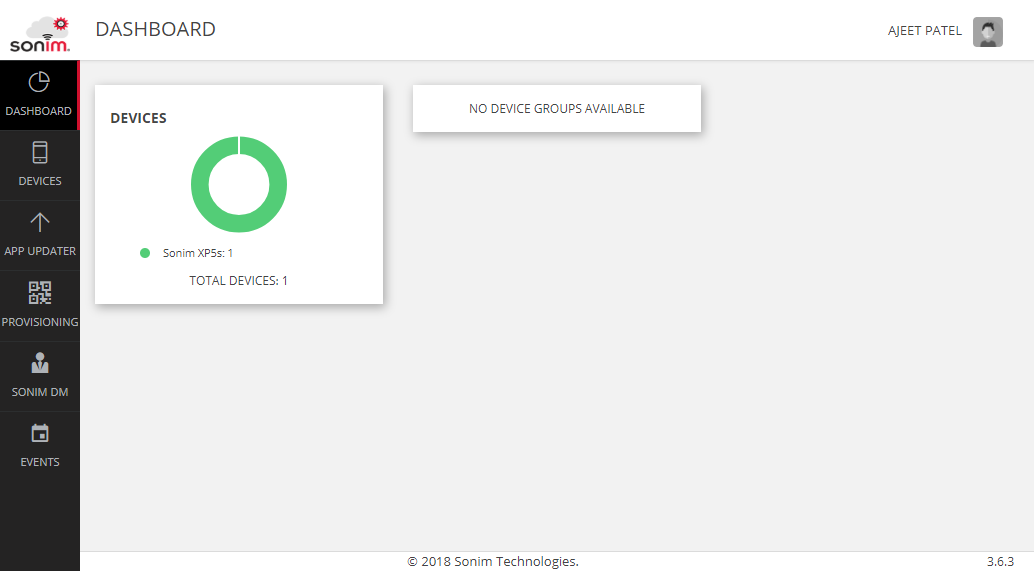 sonim
DASHBOARD
AJEET PATEL
DASHBOARD
DEVICES
APP UPDATER
PROVISIONING
SONIM DM
EVENTS
DEVICES
Sonim XP5s: 1
TOTAL DEVICES: 1
NO DEVICE GROUPS AVAILABLE
© 2018 Sonim Technologies.
3.6.3